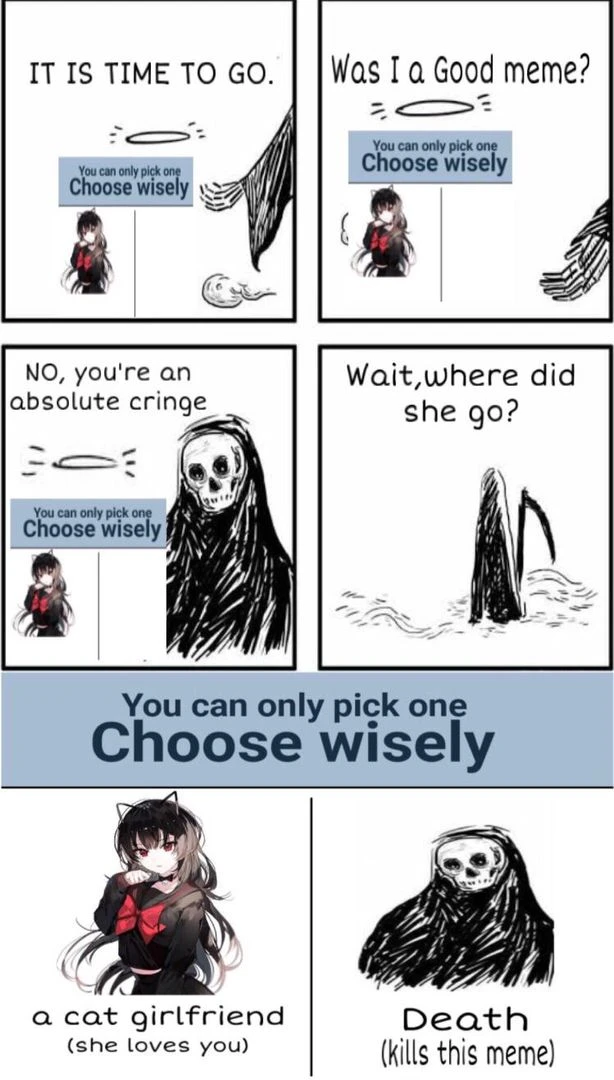 IT IS TIME TO GO.
You can only pick one
Choose wisely
Was I a Good meme?
You can only pick one
Choose wisely
NO, you're an
absolute cringe
You can only pick one
Choose wisely
Wait,where did
she go?
You can only pick one
Choose wisely
a cat girlfriend
(she loves you)
Death
(kills this meme)